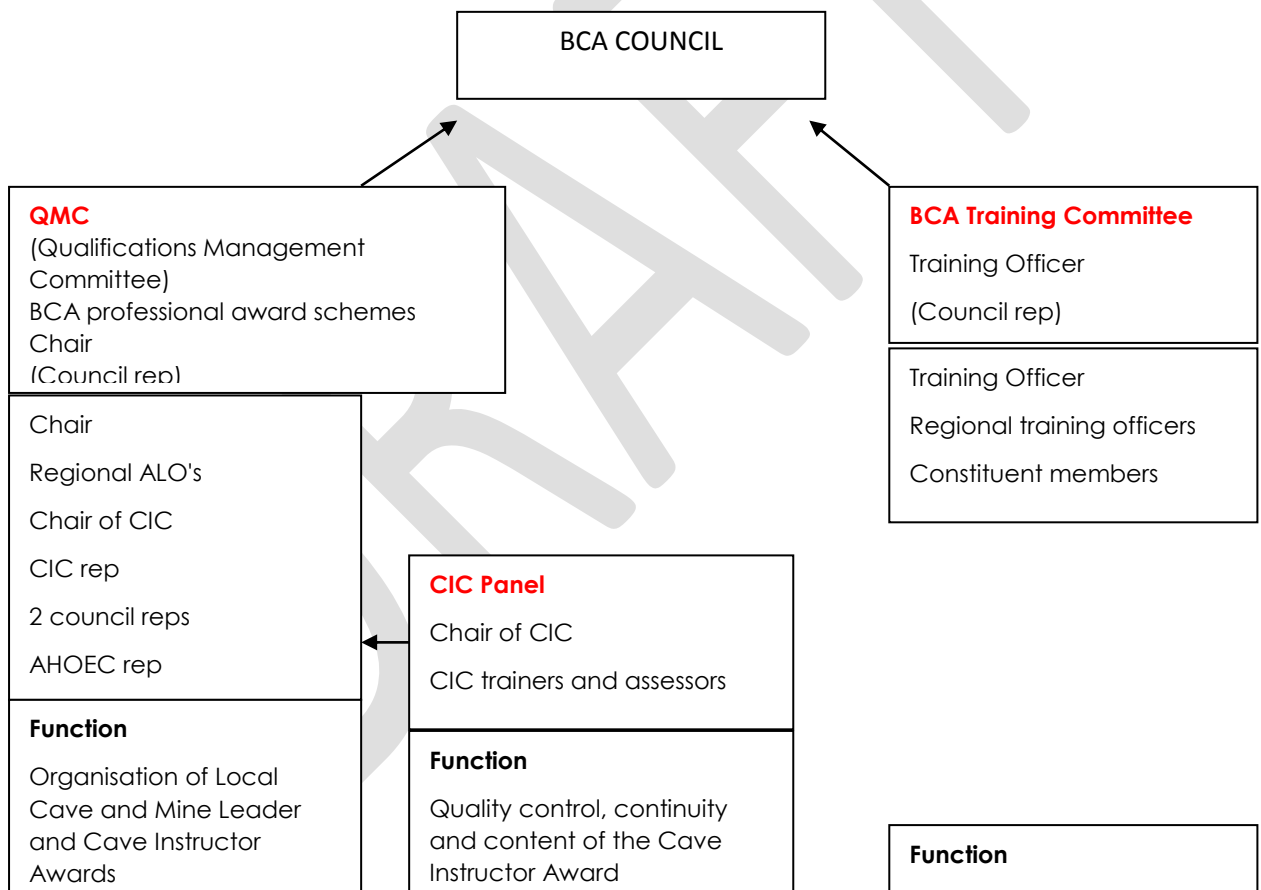 BCA COUNCIL
QMC
(Qualifications Management
Committee)
BCA professional award schemes
Chair
(Council rep)
Chair
Regional ALO's
Chair of CIC
CIC rep
2 council reps
AHOEC rep
Function
Organisation of Local
Cave and Mine Leader
and Cave Instructor
Awards
CIC Panel
Chair of CIC
CIC trainers and assessors
Function
Quality control, continuity
and content of the Cave
Instructor Award
BCA Training Committee
Training Officer
(Council rep)
Training Officer
Regional training officers
Constituent members
Function
DRAFT